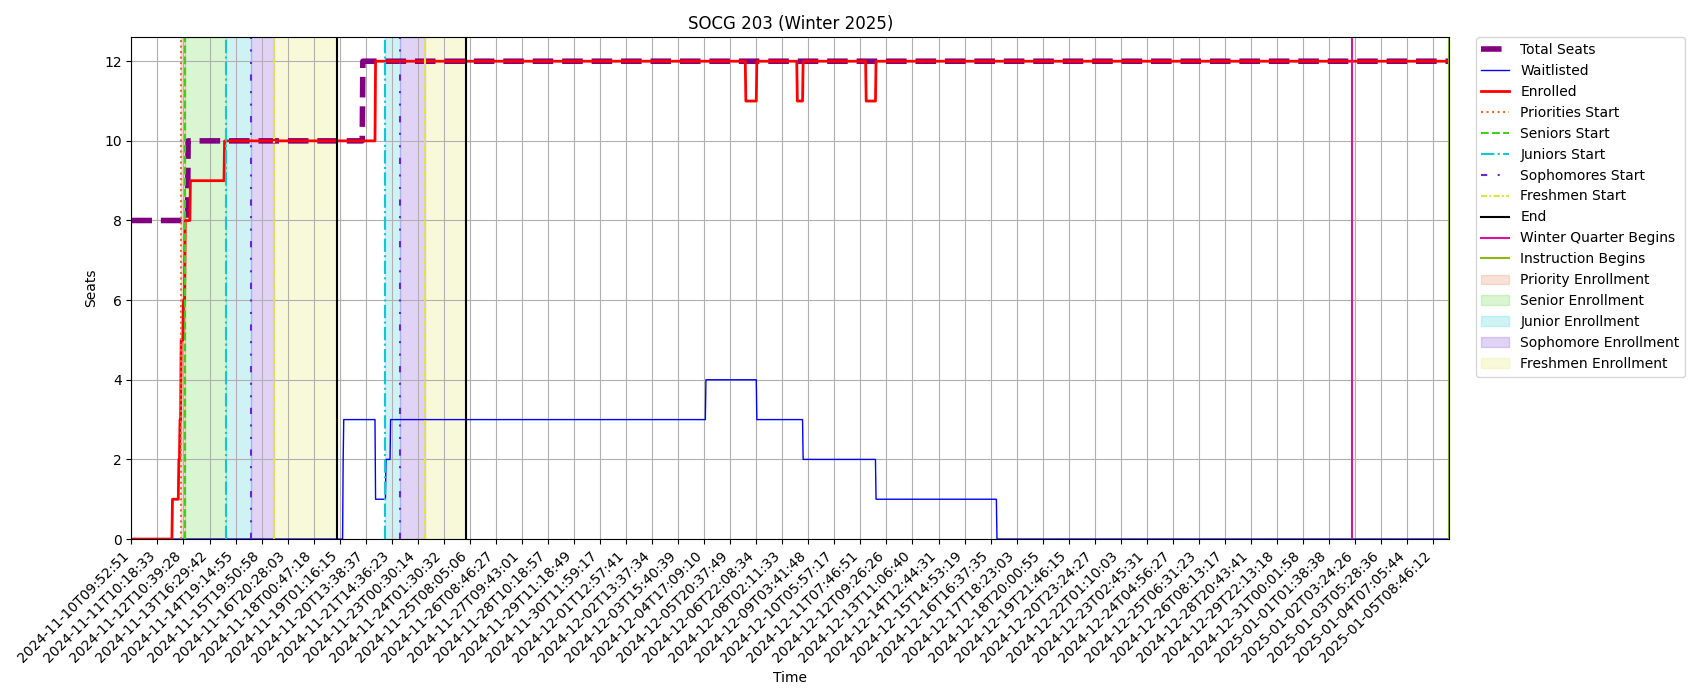 SOCG 203 (Winter 2025)
Seats
12
10
8
6
4
2
0
2024-11-10T09:52:51
2024-11-11T10:18:33
2024-11-12T10:39:28
2024-11-13T16:29:42
2024-11-14T19:14:55
2024-11-15T19:50:58
2024-11-16T20:28:03
2024-11-18T00:47:18
2024-11-19T01:16:15
2024-11-20T13:38:37
2024-11-21T14:36:23
2024-11-23T00:30:14
2024-11-24T01:30:32
2024-11-25T08:05:06
2024-11-26T08:46:27
2024-11-27T09:43:01
2024-11-28T10:18:57
2024-11-29T11:18:49
2024-11-30T11:59:17
2024-12-01T12:57:41
2024-12-02T13:37:34
2024-12-03T15:40:39
2024-12-04T17:09:10
2024-12-05T20:37:49
2024-12-06T22:08:34
2024-12-08T02:11:33
2024-12-09T03:41:48
2024-12-10T05:57:17
2024-12-11T07:46:51
2024-12-12T09:26:26
2024-12-13T11:06:40
2024-12-14T12:44:31
2024-12-15T14:53:19
2024-12-16T16:37:35
2024-12-17T18:23:03
2024-12-18T20:00:55
2024-12-19T21:46:15
2024-12-20T23:24:27
2024-12-22T01:10:03
2024-12-23T02:45:31
2024-12-24T04:56:27
2024-12-25T06:31:23
2024-12-26T08:13:17
2024-12-28T20:43:41
2024-12-29T22:13:18
2024-12-31T00:01:58
2025-01-01T01:38:38
2025-01-02T03:24:26
2025-01-03T05:28:36
2025-01-04T07:05:44
2025-01-05T08:46:12
Time
Total Seats
Waitlisted
Enrolled
Priorities Start
Seniors Start
Juniors Start
Sophomores Start
Freshmen Start
End
Winter Quarter Begins
Instruction Begins
Priority Enrollment
Senior Enrollment
Junior Enrollment
Sophomore Enrollment
Freshmen Enrollment